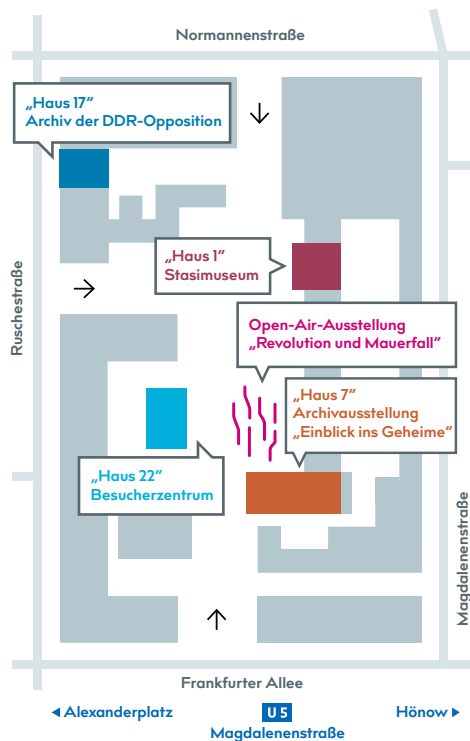 Normannenstraße
„Haus 17”
Archiv der DDR-Opposition
„Haus 1”
Stasimuseum
Ruschestraße
Open-Air-Ausstellung
„Revolution und Mauerfall”
„Haus 7”
Archivausstellung
„Einblick ins Geheime”
„Haus 22”
Besucherzentrum
Magdalenenstraße
Frankfurter Allee
Alexanderplatz
U5
Hönow
Magdalenenstraße